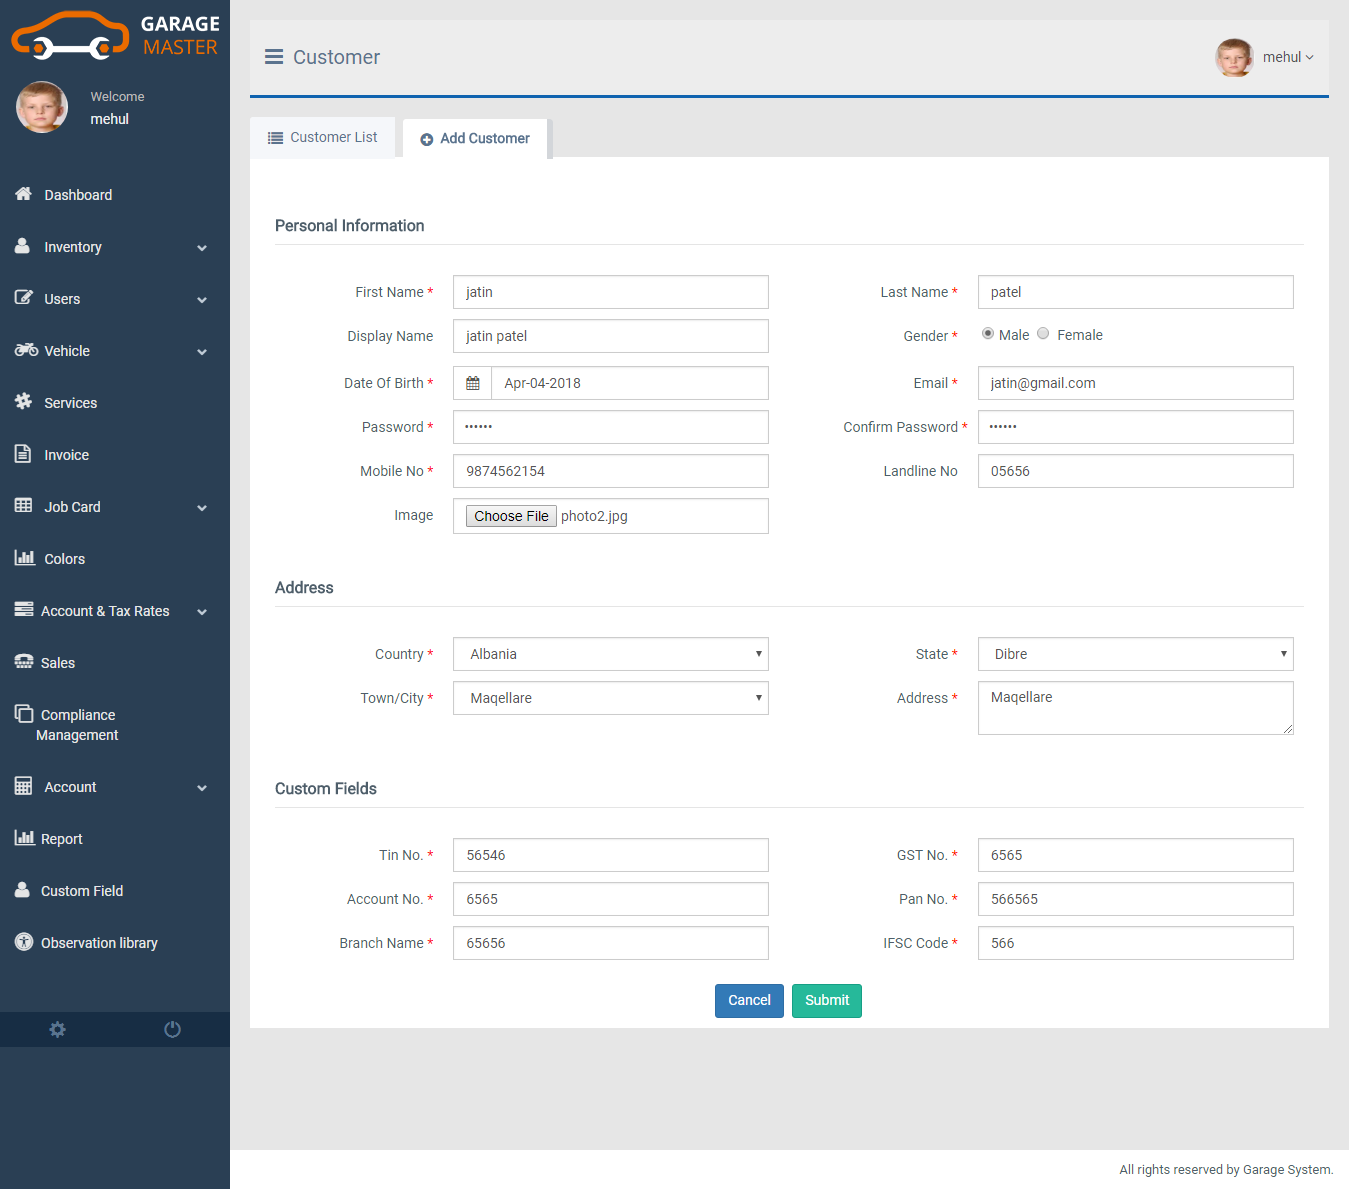 GARAGE
MASTER
Welcome
mehul
Dashboard
Inventory
Users
Vehicle
Services
Invoice
Job Card
Colors
Account & Tax Rates
Sales
Compliance
Management
Account
Report
Custom Field
Observation library
Customer
mehul
Customer List
Add Customer
Personal Information
First Name * jatin
Last Name * patel
Display Name jatin patel
Gender * Male Female
Date Of Birth * Apr-04-2018
Email * jatin@gmail.com
Password * ••••••
Confirm Password * ••••••
Mobile No * 9874562154
Landline No 05656
Image Choose File photo2.jpg
Address
Country * Albania
State * Dibre
Town/City * Maqellare
Address * Maqellare
Custom Fields
Tin No. * 56546
GST No. * 6565
Account No. * 6565
Pan No. * 566565
Branch Name * 65656
IFSC Code * 566
Cancel Submit
All rights reserved by Garage System.